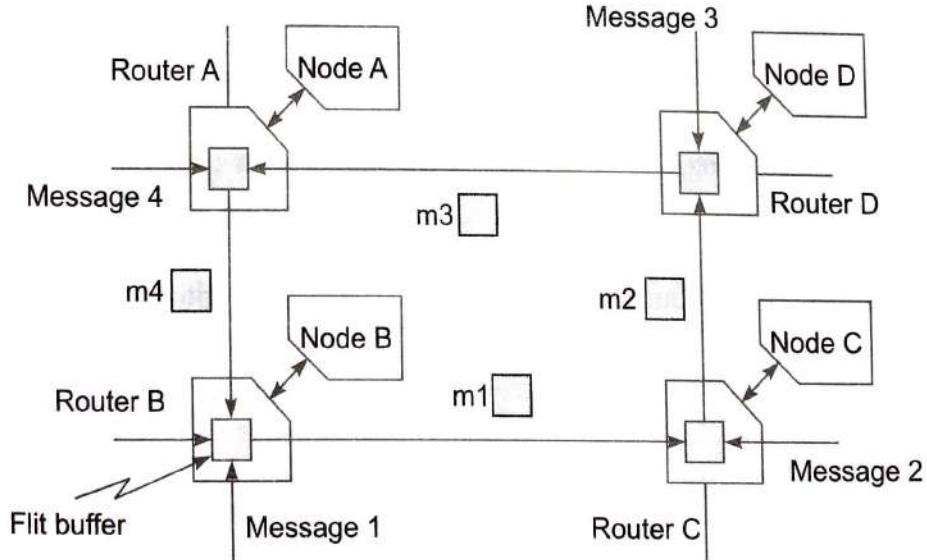 Message 3
Router A
Node A
Node D
Message 4
Router D
m3
m4
m2
Node B
Node C
Router B
m1
Message 2
Flit buffer
Message 1
Router C